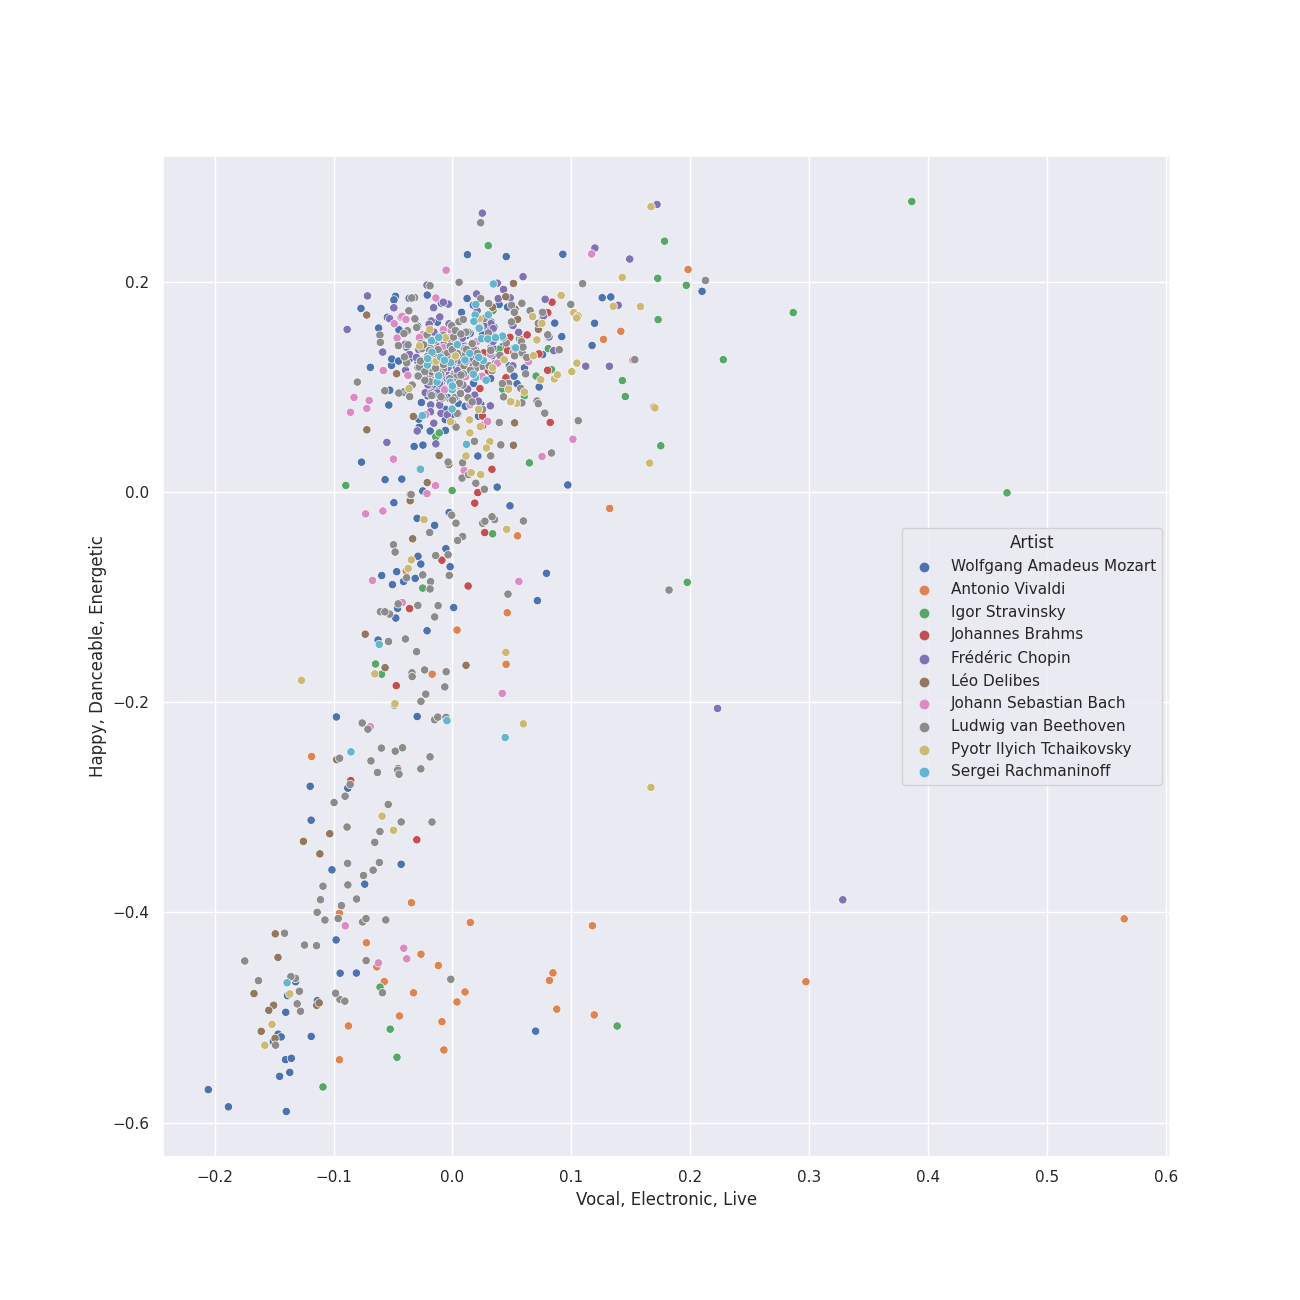 0.2
0.0
−0.2
−0.4
−0.6
Happy, Danceable, Energetic
Artist
Wolfgang Amadeus Mozart
Antonio Vivaldi
Igor Stravinsky
Johannes Brahms
Frédéric Chopin
Léo Delibes
Johann Sebastian Bach
Ludwig van Beethoven
Pyotr Ilyich Tchaikovsky
Sergei Rachmaninoff
−0.2 −0.1 0.0 0.1 0.2 0.3 0.4 0.5 0.6
Vocal, Electronic, Live